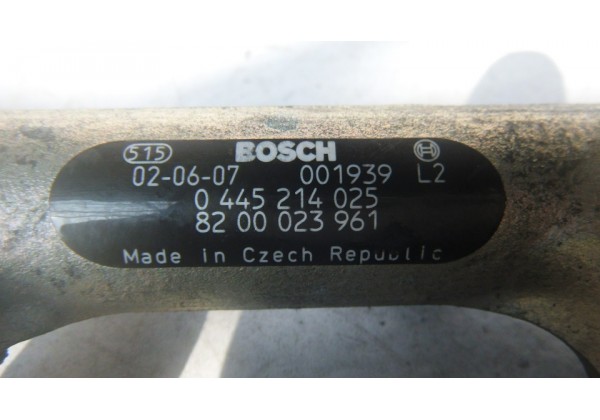 515 BOSCH
02-06-07 001939 L2
0 445 214 025
82 00 023 961
Made in Czech Republic